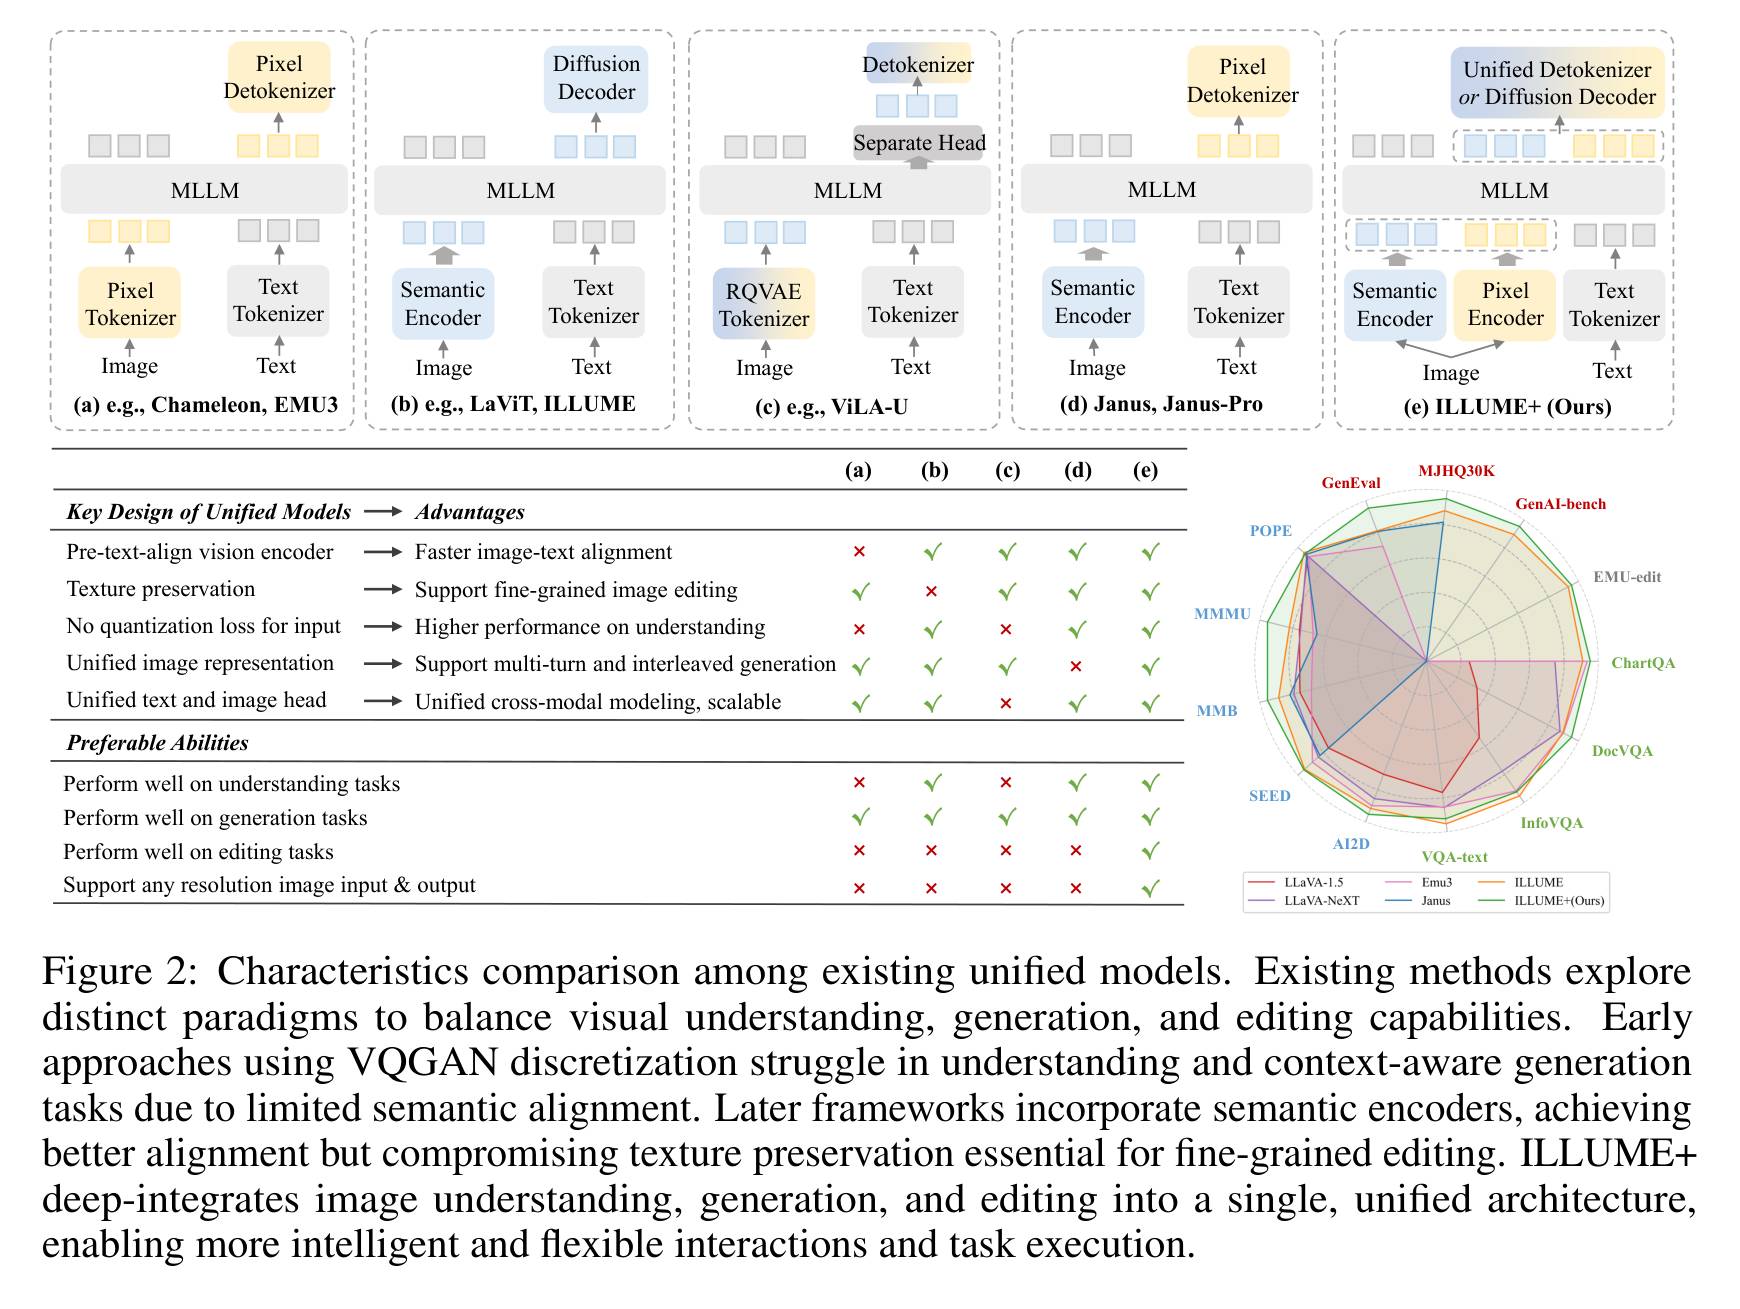 Pixel
Detokenizer
MLLM
Pixel
Tokenizer
Text
Tokenizer
Image
Text
(a) e.g., Chameleon, EMU3
Diffusion
Decoder
MLLM
Semantic
Encoder
Text
Tokenizer
Image
Text
(b) e.g., LaViT, ILLUME
Detokenizer
Separate Head
MLLM
RQVAE
Tokenizer
Text
Tokenizer
Image
Text
(c) e.g., ViLA-U
Pixel
Detokenizer
MLLM
Semantic
Encoder
Text
Tokenizer
Image
Text
(d) Janus, Janus-Pro
Unified Detokenizer
or Diffusion Decoder
MLLM
Semantic
Encoder
Pixel
Encoder
Text
Tokenizer
Image
Text
(e) ILLUME+ (Ours)
(a) (b) (c) (d) (e)
Key Design of Unified Models → Advantages
Pre-text-align vision encoder → Faster image-text alignment × ✓ ✓ ✓ ✓
Texture preservation → Support fine-grained image editing ✓ × ✓ ✓ ✓
No quantization loss for input → Higher performance on understanding × ✓ × ✓ ✓
Unified image representation → Support multi-turn and interleaved generation ✓ ✓ ✓ × ✓
Unified text and image head → Unified cross-modal modeling, scalable ✓ ✓ × ✓ ✓
Preferable Abilities
Perform well on understanding tasks × ✓ × ✓ ✓
Perform well on generation tasks ✓ ✓ ✓ ✓ ✓
Perform well on editing tasks × × × × ✓
Support any resolution image input & output × × × × ✓
MJHQ30K
GenEval
GenAI-bench
POPE
EMU-edit
MMMU
ChartQA
MMB
DocVQA
SEED
InfoVQA
AI2D
VQA-text
LLaVA-1.5 Emu3 ILLUME
LLaVA-NeXT Janus ILLUME+(Ours)
Figure 2: Characteristics comparison among existing unified models. Existing methods explore
distinct paradigms to balance visual understanding, generation, and editing capabilities. Early
approaches using VQGAN discretization struggle in understanding and context-aware generation
tasks due to limited semantic alignment. Later frameworks incorporate semantic encoders, achieving
better alignment but compromising texture preservation essential for fine-grained editing. ILLUME+
deep-integrates image understanding, generation, and editing into a single, unified architecture,
enabling more intelligent and flexible interactions and task execution.